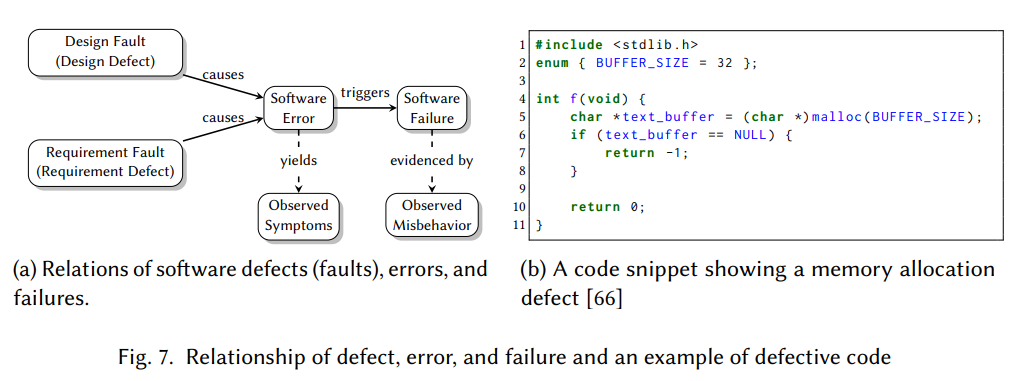 Design Fault
(Design Defect)
causes
causes
Requirement Fault
(Requirement Defect)
Software
Error
triggers
Software
Failure
yields
evidenced by
Observed
Symptoms
Observed
Misbehavior
(a) Relations of software defects (faults), errors, and
failures.
1 #include <stdlib.h>
2 enum { BUFFER_SIZE = 32 };
3
4 int f(void) {
5     char *text_buffer = (char *)malloc(BUFFER_SIZE);
6     if (text_buffer == NULL) {
7         return -1;
8     }
9
10     return 0;
11 }
(b) A code snippet showing a memory allocation
defect [66]
Fig. 7. Relationship of defect, error, and failure and an example of defective code